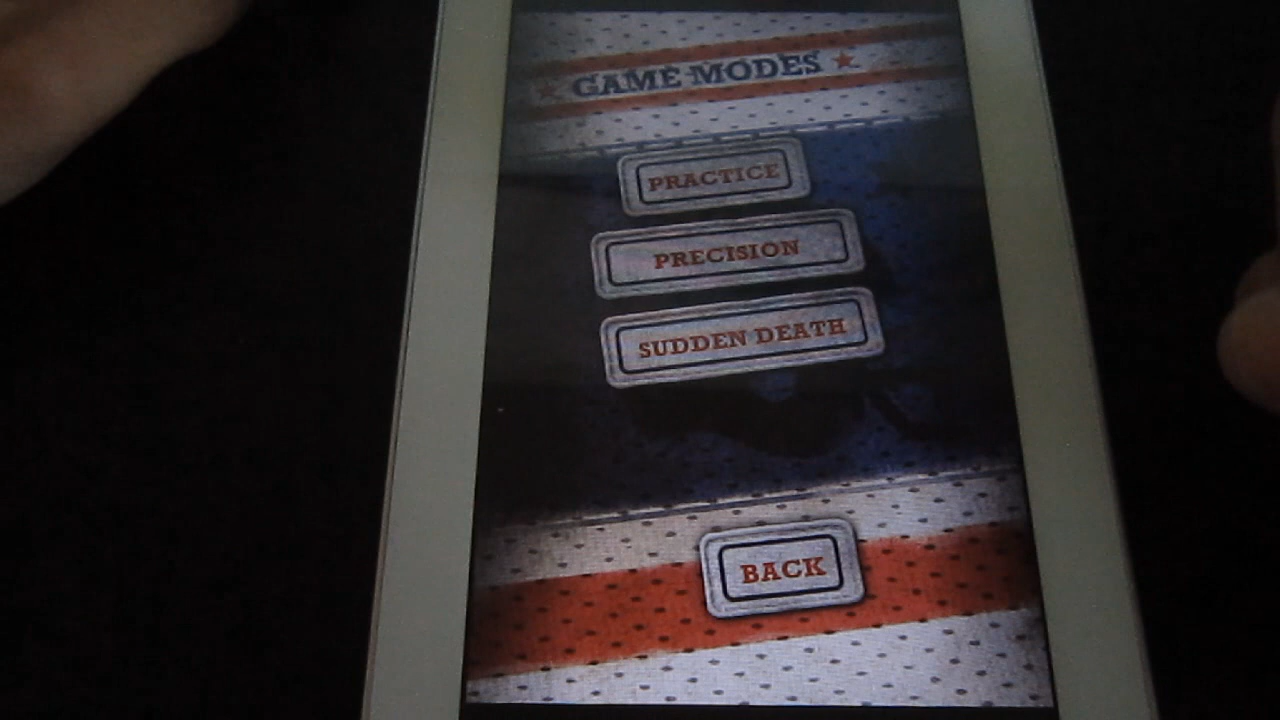 GAME MODES
PRACTICE
PRECISION
SUDDEN DEATH
BACK